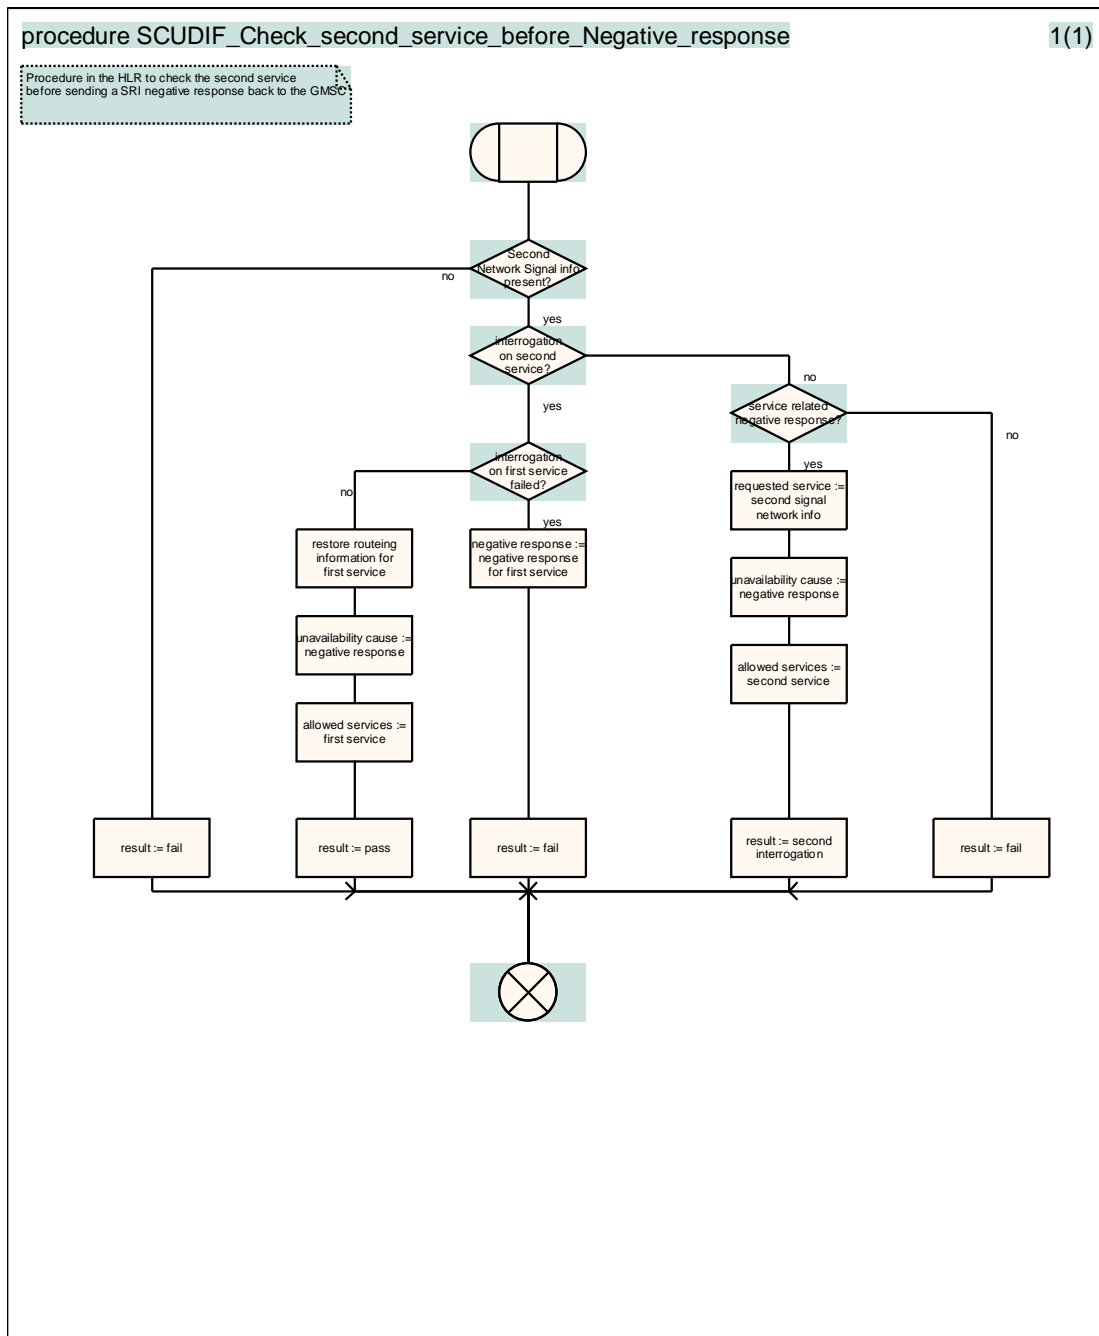 procedure SCUDIF_Check_second_service_before_Negative_response
1(1)
Procedure in the HLR to check the second service
before sending a SRI negative response back to the GMSC
Second
Network Signal info
present?
no
yes
interrogation
on second
service?
no
yes
service related
negative response?
no
yes
interrogation
on first service
failed?
no
yes
requested service :=
second signal
network info
restore routeing
information for
first service
negative response :=
negative response
for first service
unavailability cause :=
negative response
unavailability cause :=
negative response
allowed services :=
second service
allowed services :=
first service
result := fail
result := pass
result := fail
result := second
interrogation
result := fail